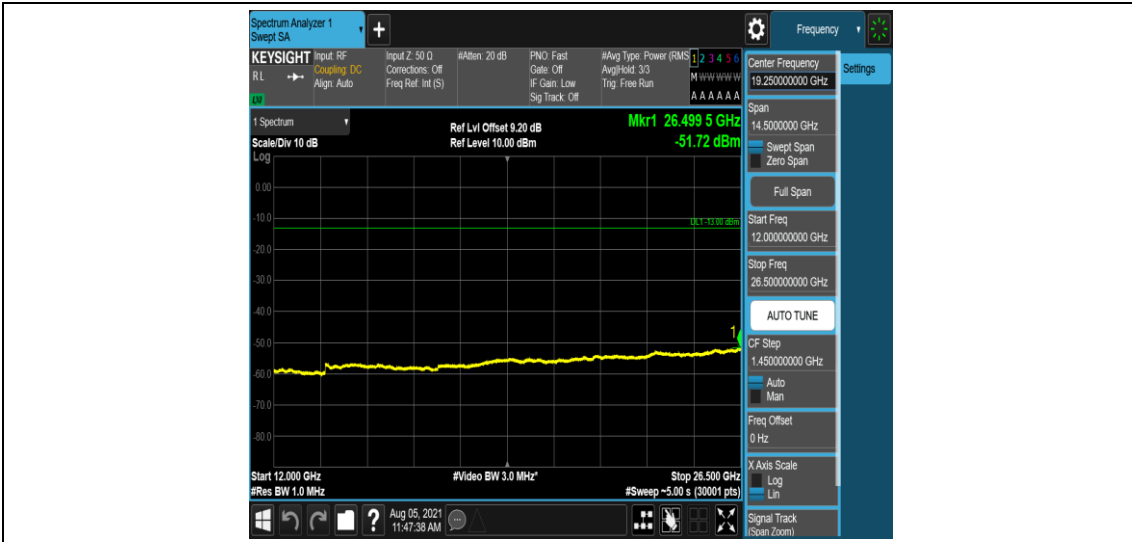 Spectrum Analyzer 1
Swept SA
+
Frequency
KEYSIGHT
RL
LXI
Input: RF
Coupling: DC
Align: Auto
Input Z: 50 Ω
Corrections: Off
Freq Ref: Int (S)
#Atten: 20 dB
PNO: Fast
Gate: Off
IF Gain: Low
Sig Track: Off
#Avg Type: Power (RMS
Avg|Hold: 3/3
Trig: Free Run
1 2 3 4 5 6
M W W W W W
A A A A A A
1 Spectrum
Scale/Div 10 dB
Log
Ref Lvl Offset 9.20 dB
Ref Level 10.00 dBm
Mkr1 26.499 5 GHz
-51.72 dBm
0.00
-10.0
DL1 -13.00 dBm
-20.0
-30.0
-40.0
1
-50.0
-60.0
-70.0
-80.0
Start 12.000 GHz
#Res BW 1.0 MHz
#Video BW 3.0 MHz*
Stop 26.500 GHz
#Sweep ~5.00 s (30001 pts)
?
Aug 05, 2021
11:47:38 AM
Center Frequency
19.250000000 GHz
Settings
Span
14.5000000 GHz
Swept Span
Zero Span
Full Span
Start Freq
12.000000000 GHz
Stop Freq
26.500000000 GHz
AUTO TUNE
CF Step
1.450000000 GHz
Auto
Man
Freq Offset
0 Hz
X Axis Scale
Log
Lin
Signal Track
(Span Zoom)